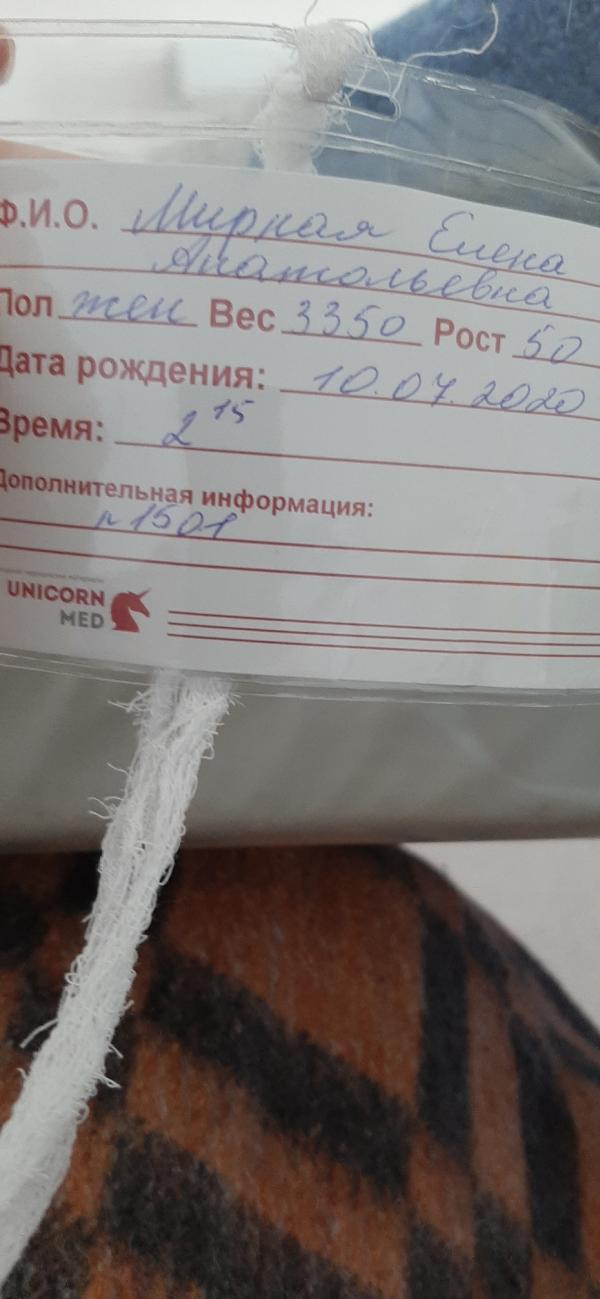 Ф.И.О. Мирная Елена
Анатольевна
Пол жен Вес 3350 Рост 50
Дата рождения: 10.07.2020
Время: 2 15
Дополнительная информация:
n 1501
UNICORN
MED